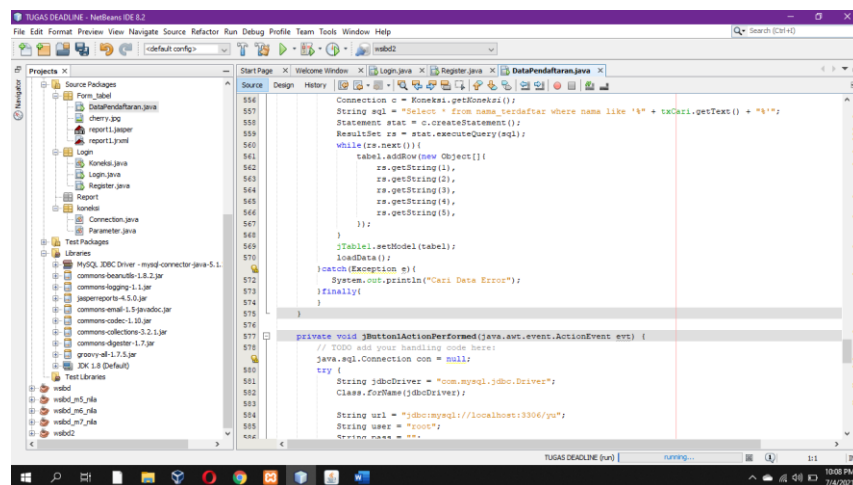 TUGAS DEADLINE - NetBeans IDE 8.2
File Edit Format Preview View Navigate Source Refactor Run Debug Profile Team Tools Window Help
Search (Ctrl+I)
<default config>
wsbd2
Projects
Start Page
Welcome Window
Login.java
Register.java
DataPendaftaran.java
Source Design History
Navigator
Source Packages
Form_tabel
DataPendaftaran.java
cherry.jpg
report1.jasper
report1.jrxml
Login
Koneksi.java
Login.java
Register.java
Report
koneksi
Connection.java
Parameter.java
Test Packages
Libraries
MySQL JDBC Driver - mysql-connector-java-5.1.
commons-beanutils-1.8.2.jar
commons-logging-1.1.jar
jasperreports-4.5.0.jar
commons-email-1.5-javadoc.jar
commons-codec-1.10.jar
commons-collections-3.2.1.jar
commons-digester-1.7.jar
groovy-all-1.7.5.jar
JDK 1.8 (Default)
Test Libraries
wsbd
wsbd_m5_nila
wsbd_m6_nila
wsbd_m7_nila
wsbd2
556 Connection c = Koneksi.getKoneksi();
557 String sql = "Select * from nama_terdaftar where nama like '%" + txCari.getText() + "%'";
558 Statement stat = c.createStatement();
559 ResultSet rs = stat.executeQuery(sql);
560 while(rs.next()){
561 tabel.addRow(new Object[]{
562 rs.getString(1),
563 rs.getString(2),
564 rs.getString(3),
565 rs.getString(4),
566 rs.getString(5),
567 });
568 }
569 jTable1.setModel(tabel);
570 loadData();
}catch(Exception e){
572 System.out.println("Cari Data Error");
573 }finally{
574 }
575 }
576
577 private void jButton1ActionPerformed(java.awt.event.ActionEvent evt) {
578 // TODO add your handling code here:
java.sql.Connection con = null;
580 try {
581 String jdbcDriver = "com.mysql.jdbc.Driver";
582 Class.forName(jdbcDriver);
583
584 String url = "jdbc:mysql://localhost:3306/yu";
585 String user = "root";
586 String pass = "";
TUGAS DEADLINE (run)
running...
1:1
10:08 PM